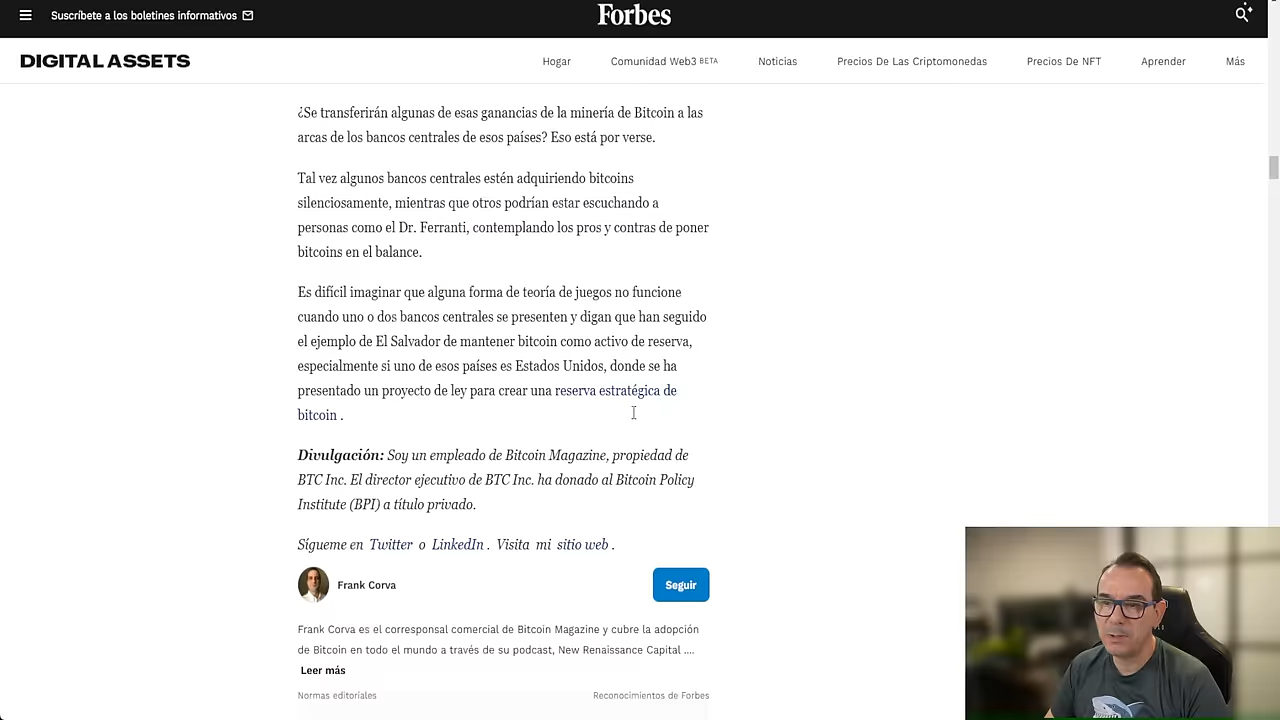 Suscríbete a los boletines informativos
Forbes
DIGITAL ASSETS
Hogar
Comunidad Web3 BETA
Noticias
Precios De Las Criptomonedas
Precios De NFT
Aprender
Más
¿Se transferirán algunas de esas ganancias de la minería de Bitcoin a las
arcas de los bancos centrales de esos países? Eso está por verse.
Tal vez algunos bancos centrales estén adquiriendo bitcoins
silenciosamente, mientras que otros podrían estar escuchando a
personas como el Dr. Ferranti, contemplando los pros y contras de poner
bitcoins en el balance.
Es difícil imaginar que alguna forma de teoría de juegos no funcione
cuando uno o dos bancos centrales se presenten y digan que han seguido
el ejemplo de El Salvador de mantener bitcoin como activo de reserva,
especialmente si uno de esos países es Estados Unidos, donde se ha
presentado un proyecto de ley para crear una reserva estratégica de
bitcoin .
Divulgación: Soy un empleado de Bitcoin Magazine, propiedad de
BTC Inc. El director ejecutivo de BTC Inc. ha donado al Bitcoin Policy
Institute (BPI) a título privado.
Sígueme en Twitter o LinkedIn . Visita mi sitio web .
Frank Corva
Seguir
Frank Corva es el corresponsal comercial de Bitcoin Magazine y cubre la adopción
de Bitcoin en todo el mundo a través de su podcast, New Renaissance Capital ....
Leer más
Normas editoriales
Reconocimientos de Forbes